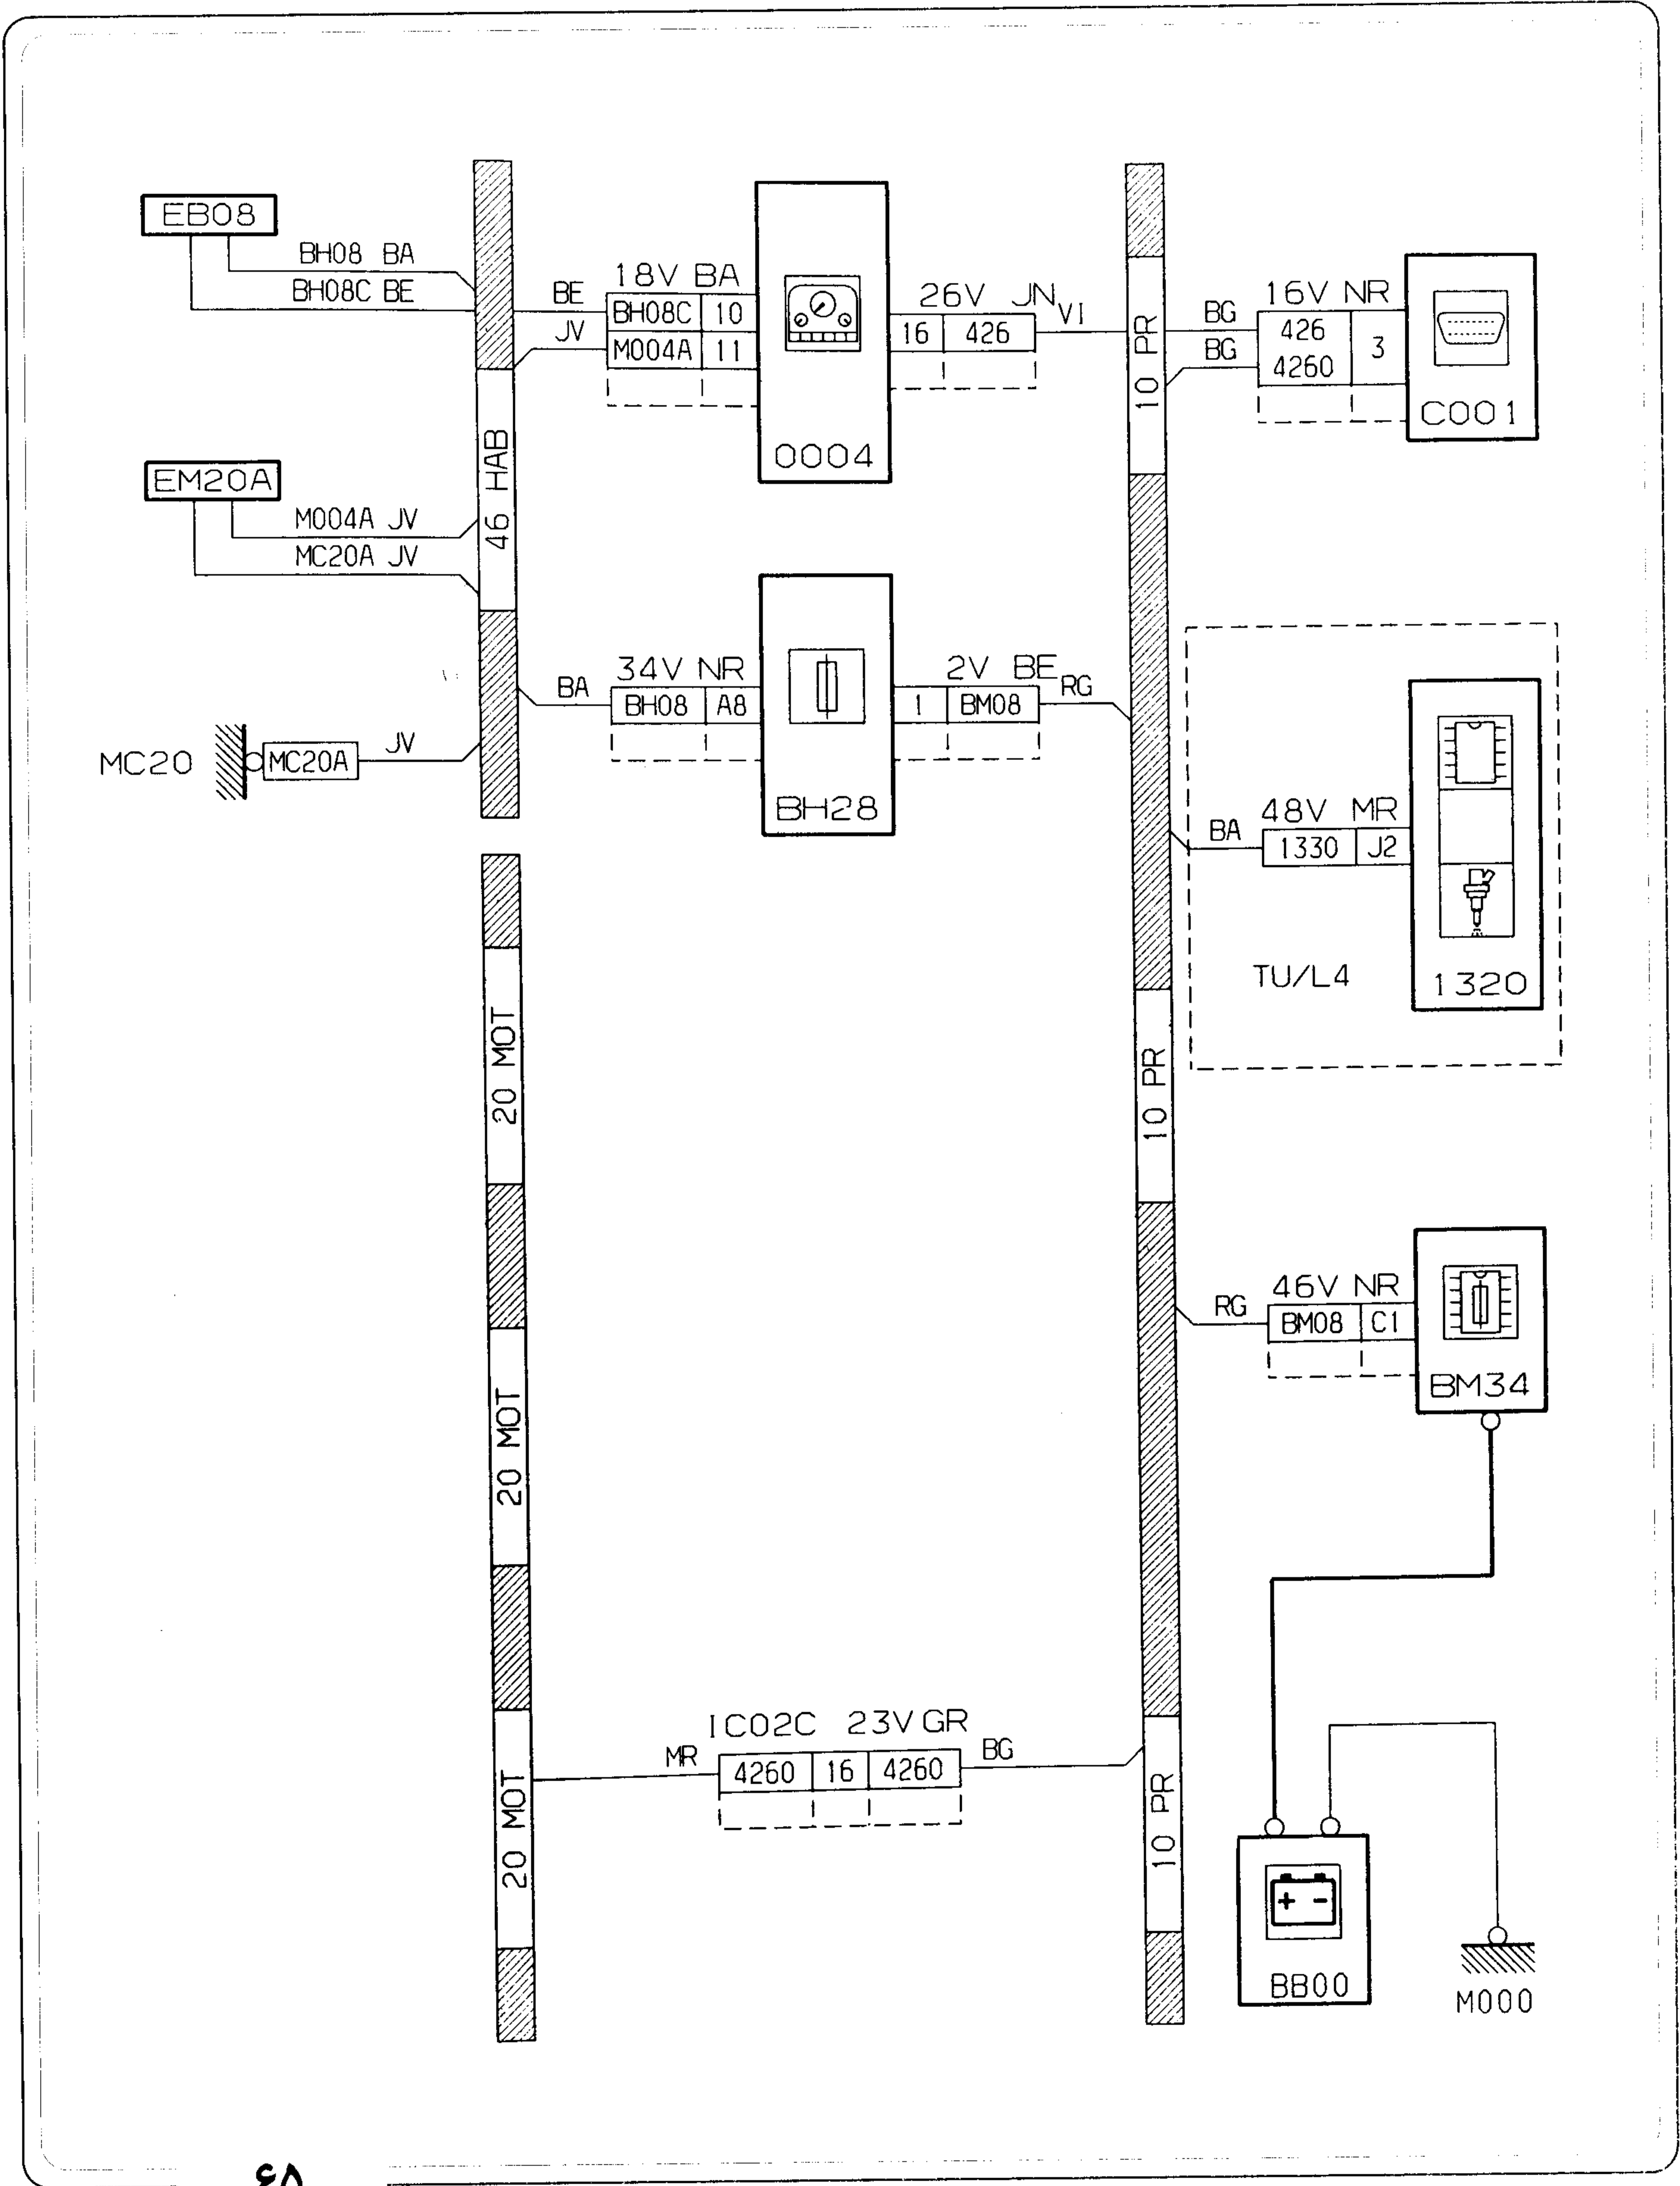 EB08
BH08 BA
BH08C BE
EM20A
M004A JV
MC20A JV
MC20
MC20A
JV
46 HAB
BE
JV
18V BA
BH08C 10
M004A 11
0004
26V JN
16 426
VI
BA
34V NR
BH08 A8
BH28
2V BE
1 BM08
RG
10 PR
BG
BG
16V NR
426
4260
3
C001
BA
48V MR
1330 J2
TU/L4
1320
10 PR
RG
46V NR
BM08 C1
BM34
20 MOT
20 MOT
20 MOT
MR
IC02C 23V GR
4260 16 4260
BG
10 PR
+ -
BB00
M000
۶۸